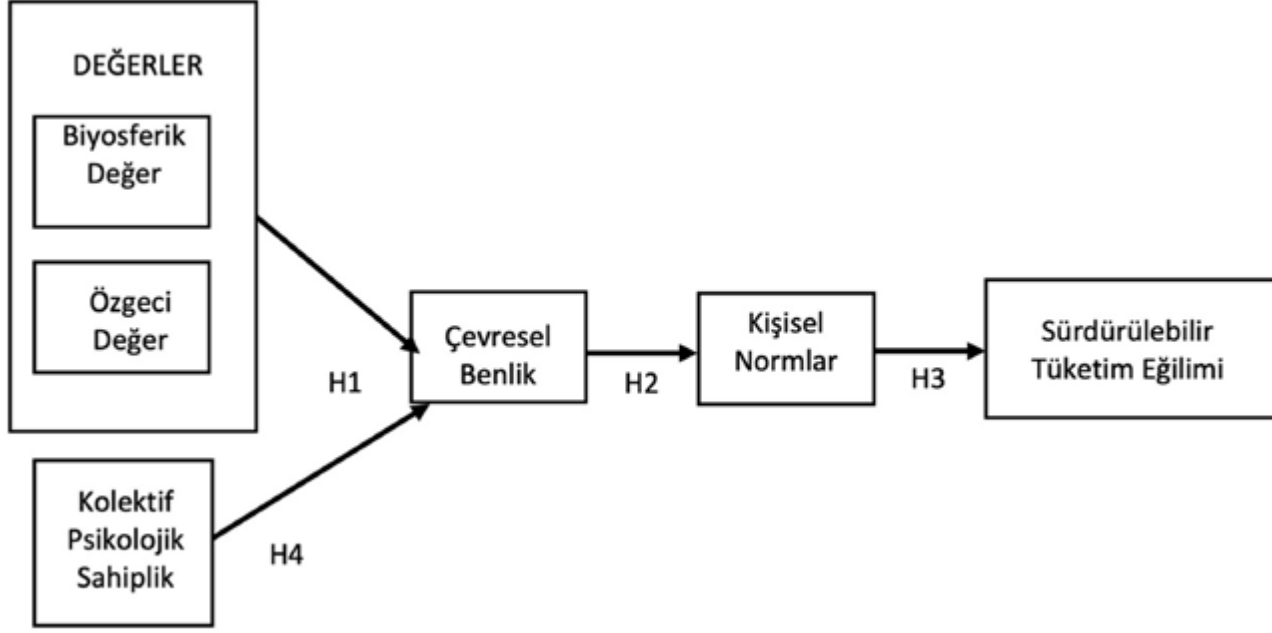 DEĞERLER
Biyosferik
Değer
Özgeci
Değer
Kolektif
Psikolojik
Sahiplik
H1
H4
Çevresel
Benlik
H2
Kişisel
Normlar
H3
Sürdürülebilir
Tüketim Eğilimi